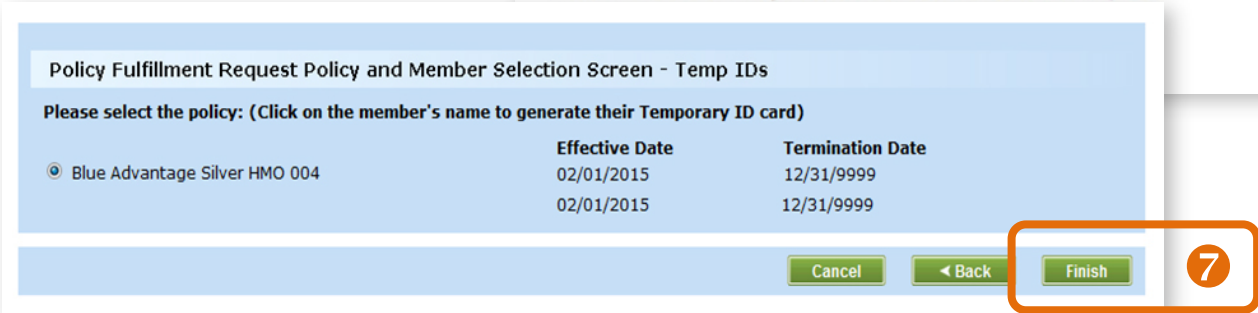 Policy Fulfillment Request Policy and Member Selection Screen - Temp IDs
Please select the policy: (Click on the member's name to generate their Temporary ID card)
Effective Date Termination Date
Blue Advantage Silver HMO 004 02/01/2015 12/31/9999
02/01/2015 12/31/9999
Cancel Back Finish 7